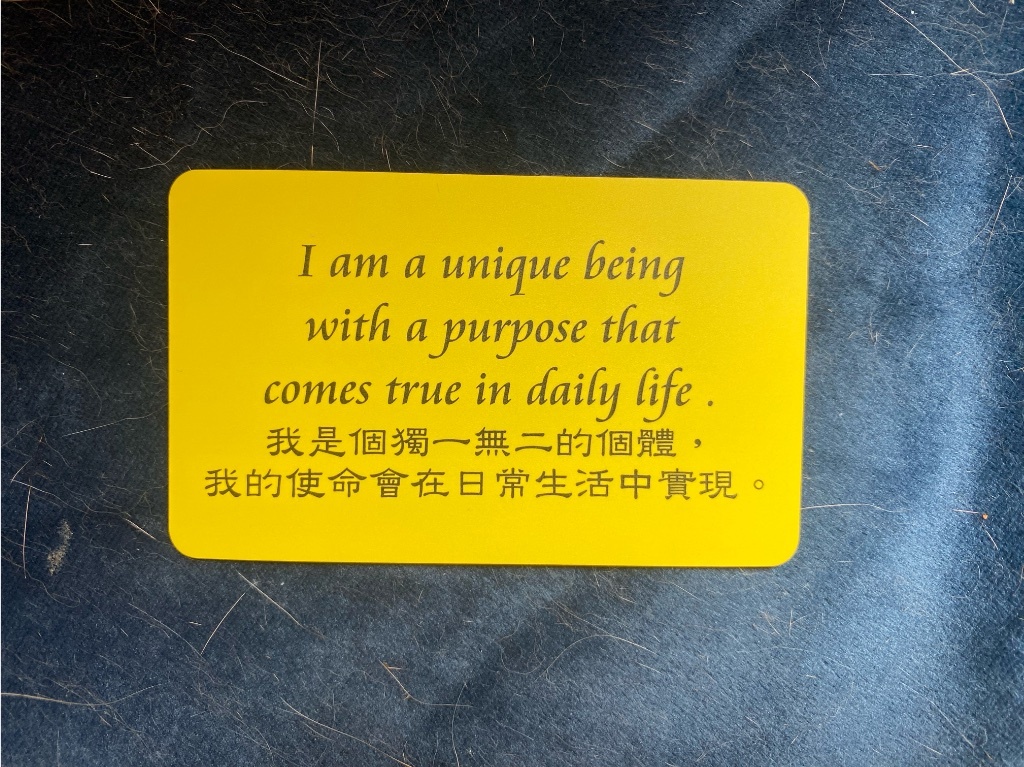 I am a unique being
with a purpose that
comes true in daily life .
我是個獨一無二的個體，
我的使命會在日常生活中實現。